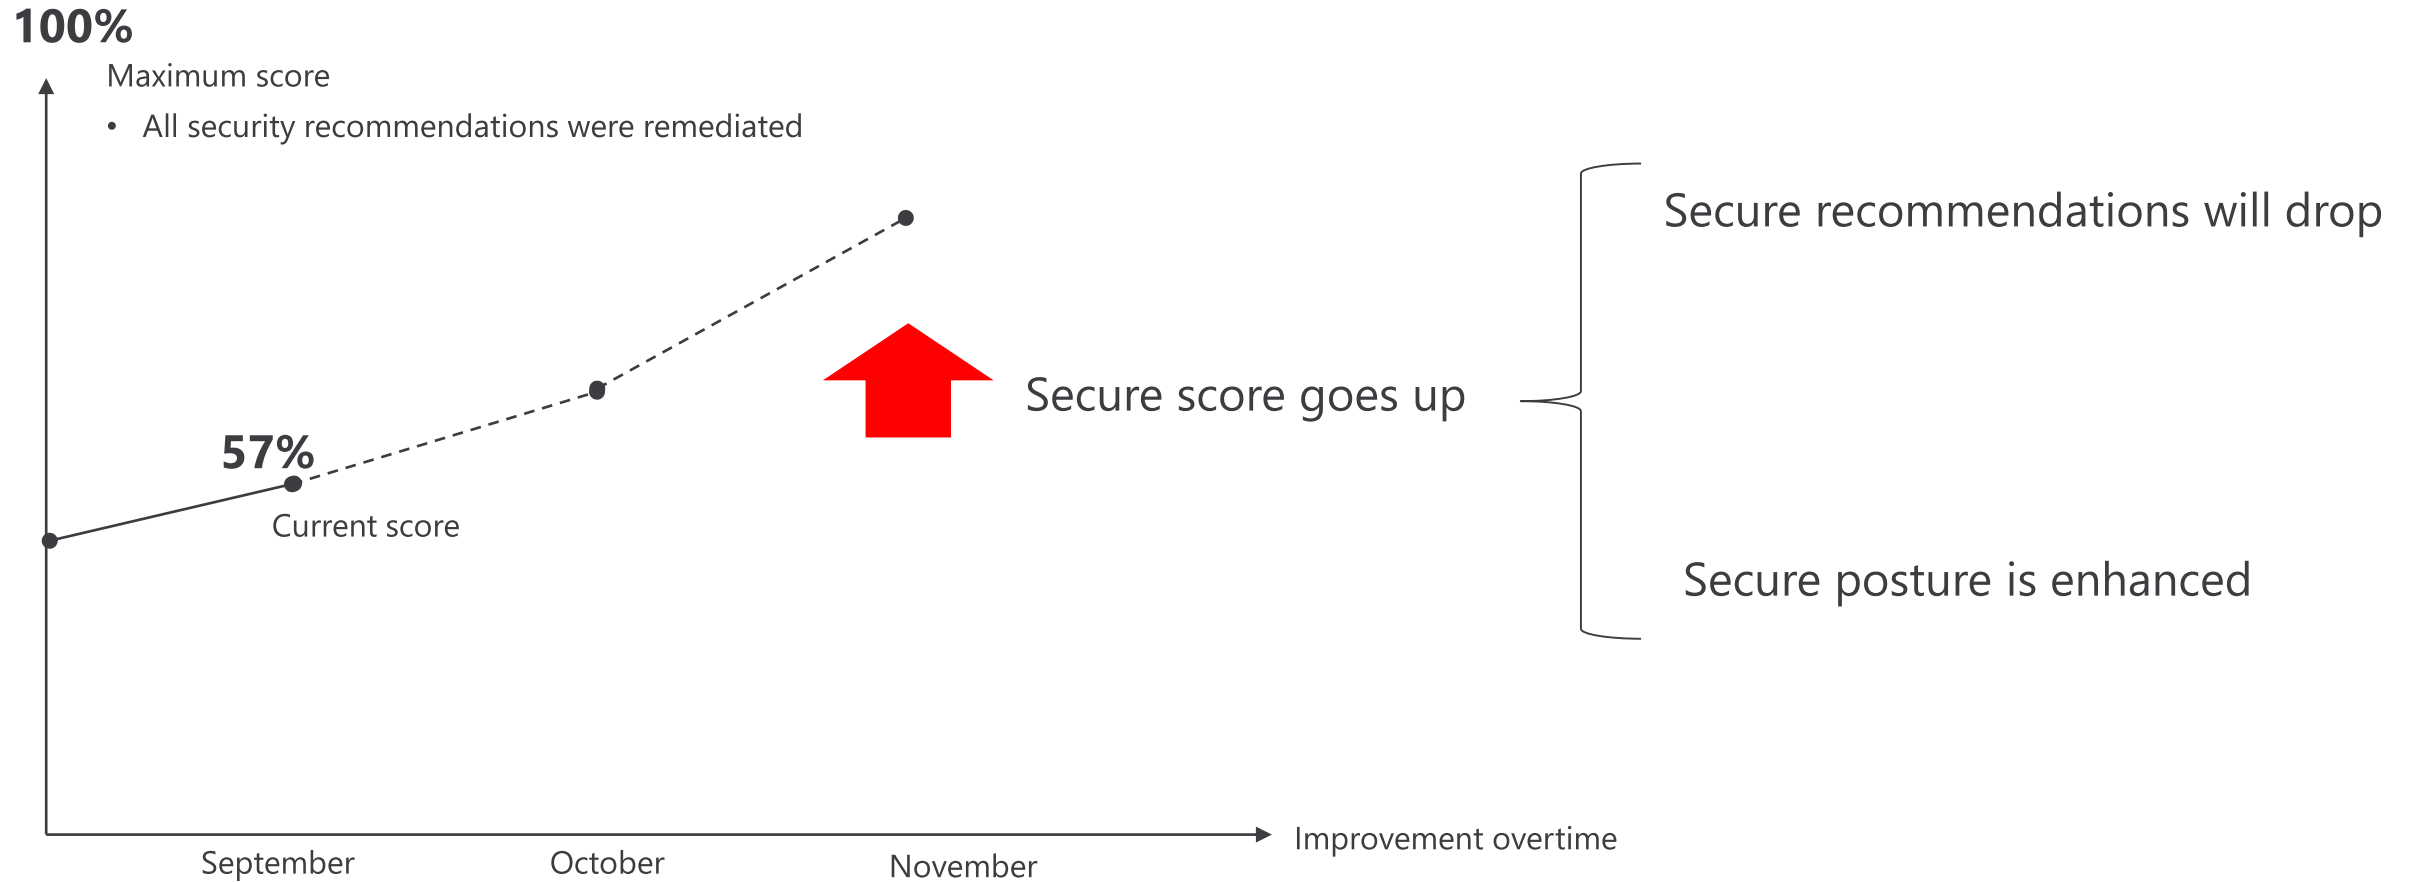 100%
Maximum score
• All security recommendations were remediated
Secure recommendations will drop
Secure score goes up
57%
Current score
Secure posture is enhanced
Improvement overtime
September
October
November